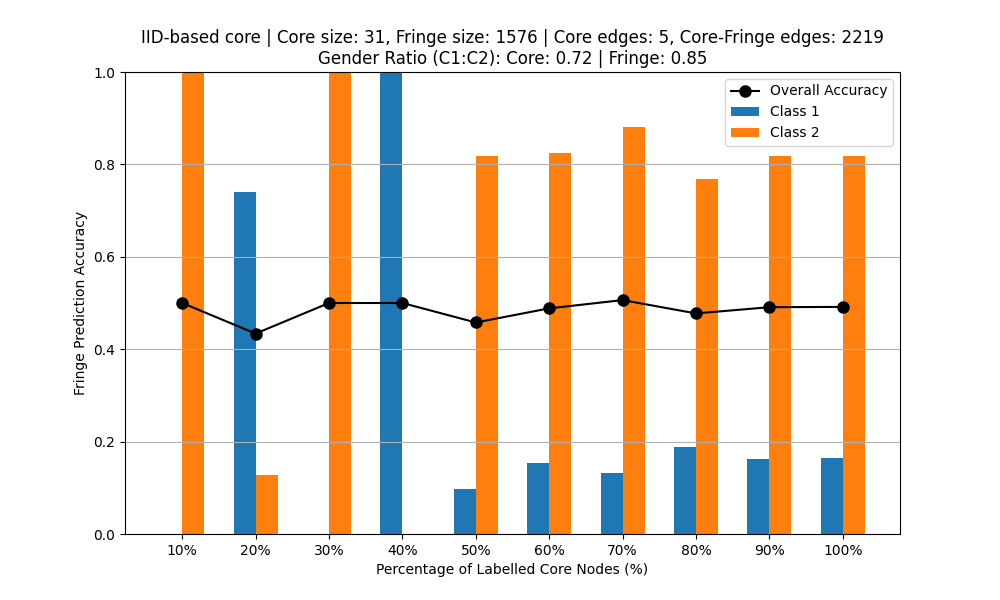 IID-based core | Core size: 31, Fringe size: 1576 | Core edges: 5, Core-Fringe edges: 2219
Gender Ratio (C1:C2): Core: 0.72 | Fringe: 0.85
Overall Accuracy
Class 1
Class 2
Fringe Prediction Accuracy
1.0
0.8
0.6
0.4
0.2
0.0
10% 20% 30% 40% 50% 60% 70% 80% 90% 100%
Percentage of Labelled Core Nodes (%)